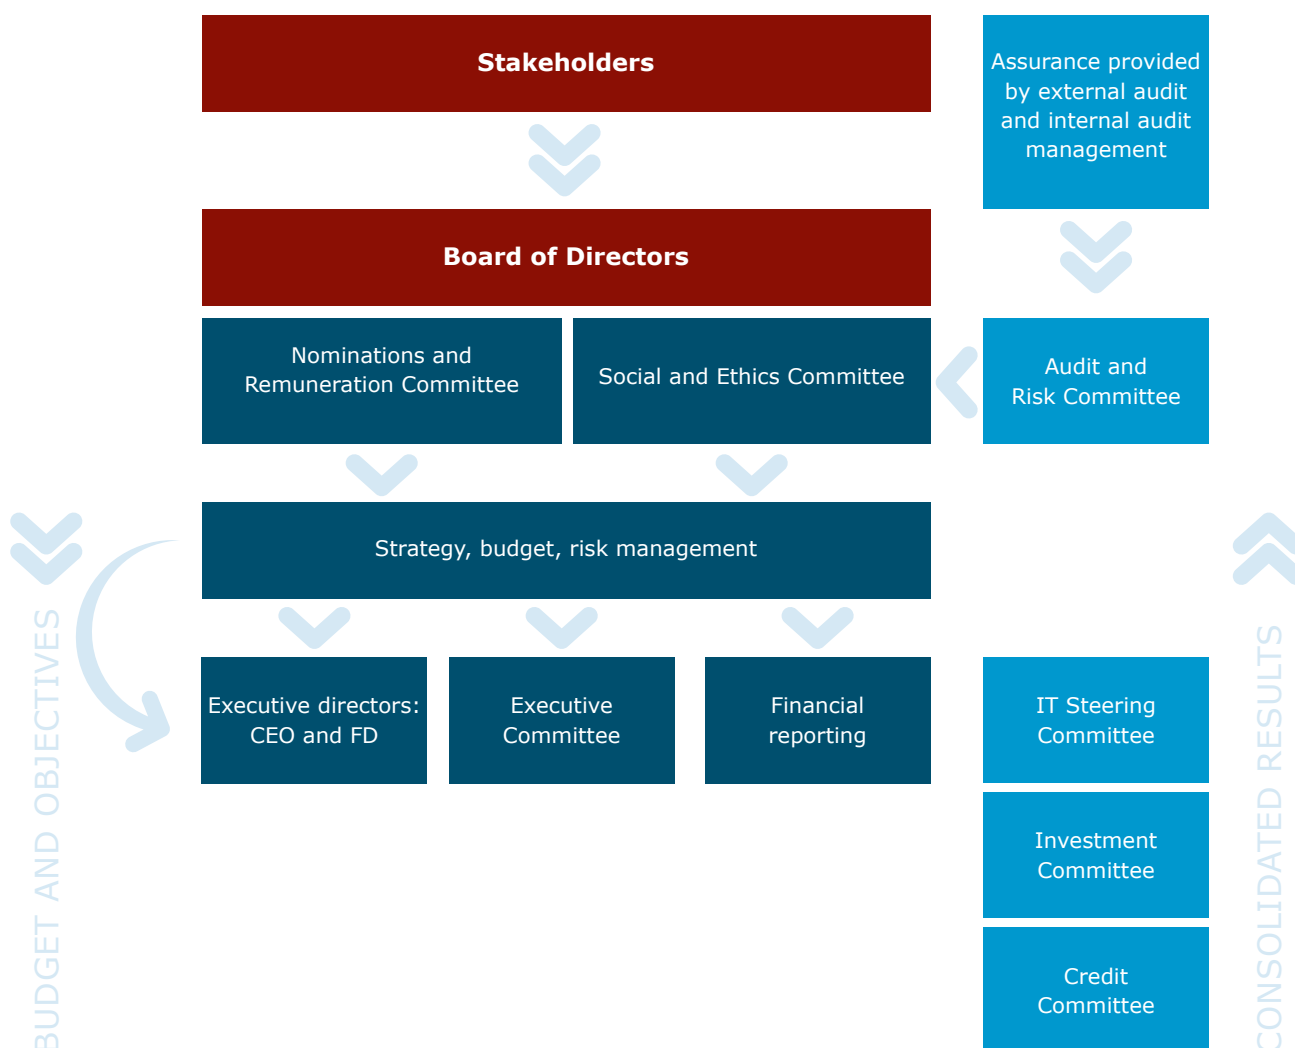 Stakeholders
Assurance provided
by external audit
and internal audit
management
Board of Directors
Nominations and
Remuneration Committee
Social and Ethics Committee
Audit and
Risk Committee
Strategy, budget, risk management
Executive directors:
CEO and FD
Executive
Committee
Financial
reporting
IT Steering
Committee
Investment
Committee
Credit
Committee
BUDGET AND OBJECTIVES
CONSOLIDATED RESULTS